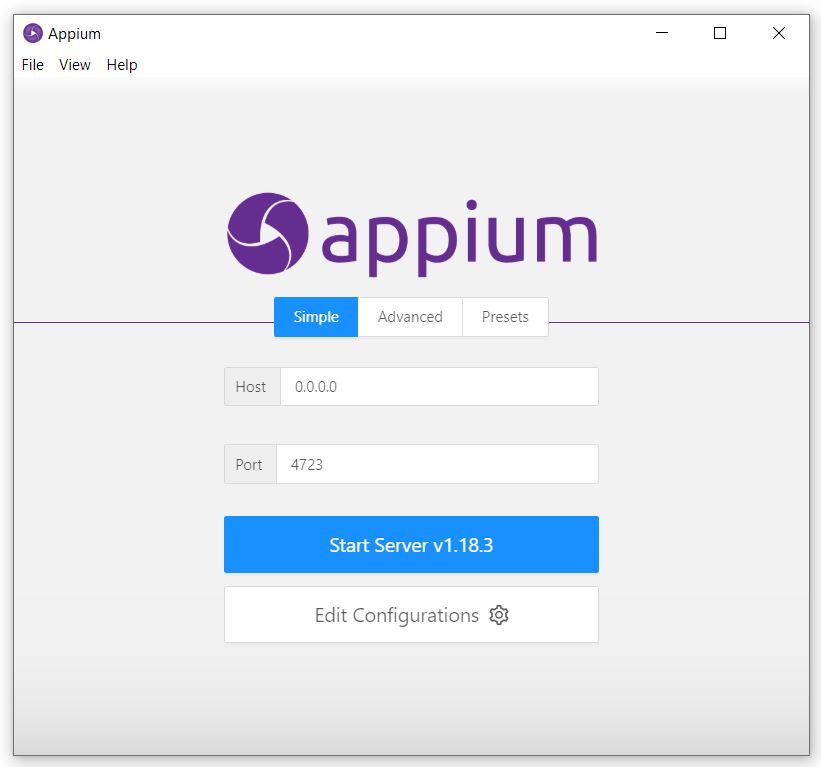 Appium
File View Help
appium
Simple Advanced Presets
Host 0.0.0.0
Port 4723
Start Server v1.18.3
Edit Configurations